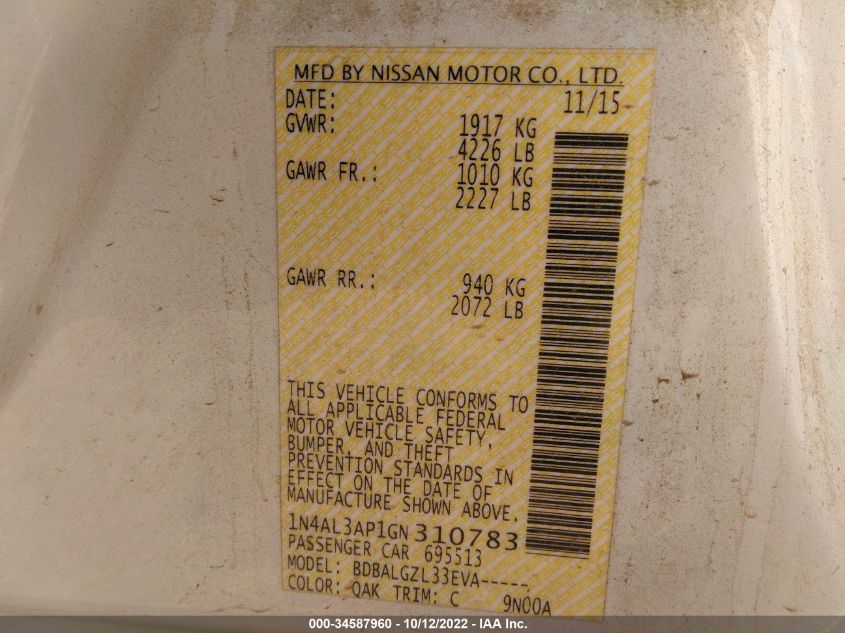 MFD BY NISSAN MOTOR CO., LTD.
DATE: 11/15
GVWR: 1917 KG
4226 LB
GAWR FR.: 1010 KG
2227 LB
GAWR RR.: 940 KG
2072 LB
THIS VEHICLE CONFORMS TO
ALL APPLICABLE FEDERAL
MOTOR VEHICLE SAFETY,
BUMPER, AND THEFT
PREVENTION STANDARDS IN
EFFECT ON THE DATE OF
MANUFACTURE SHOWN ABOVE.
1N4AL3AP1GN310783
PASSENGER CAR 695513
MODEL: BDBALGZL33EVA-----
COLOR: QAK TRIM: C 9N00A
000-34587960 - 10/12/2022 - IAA Inc.